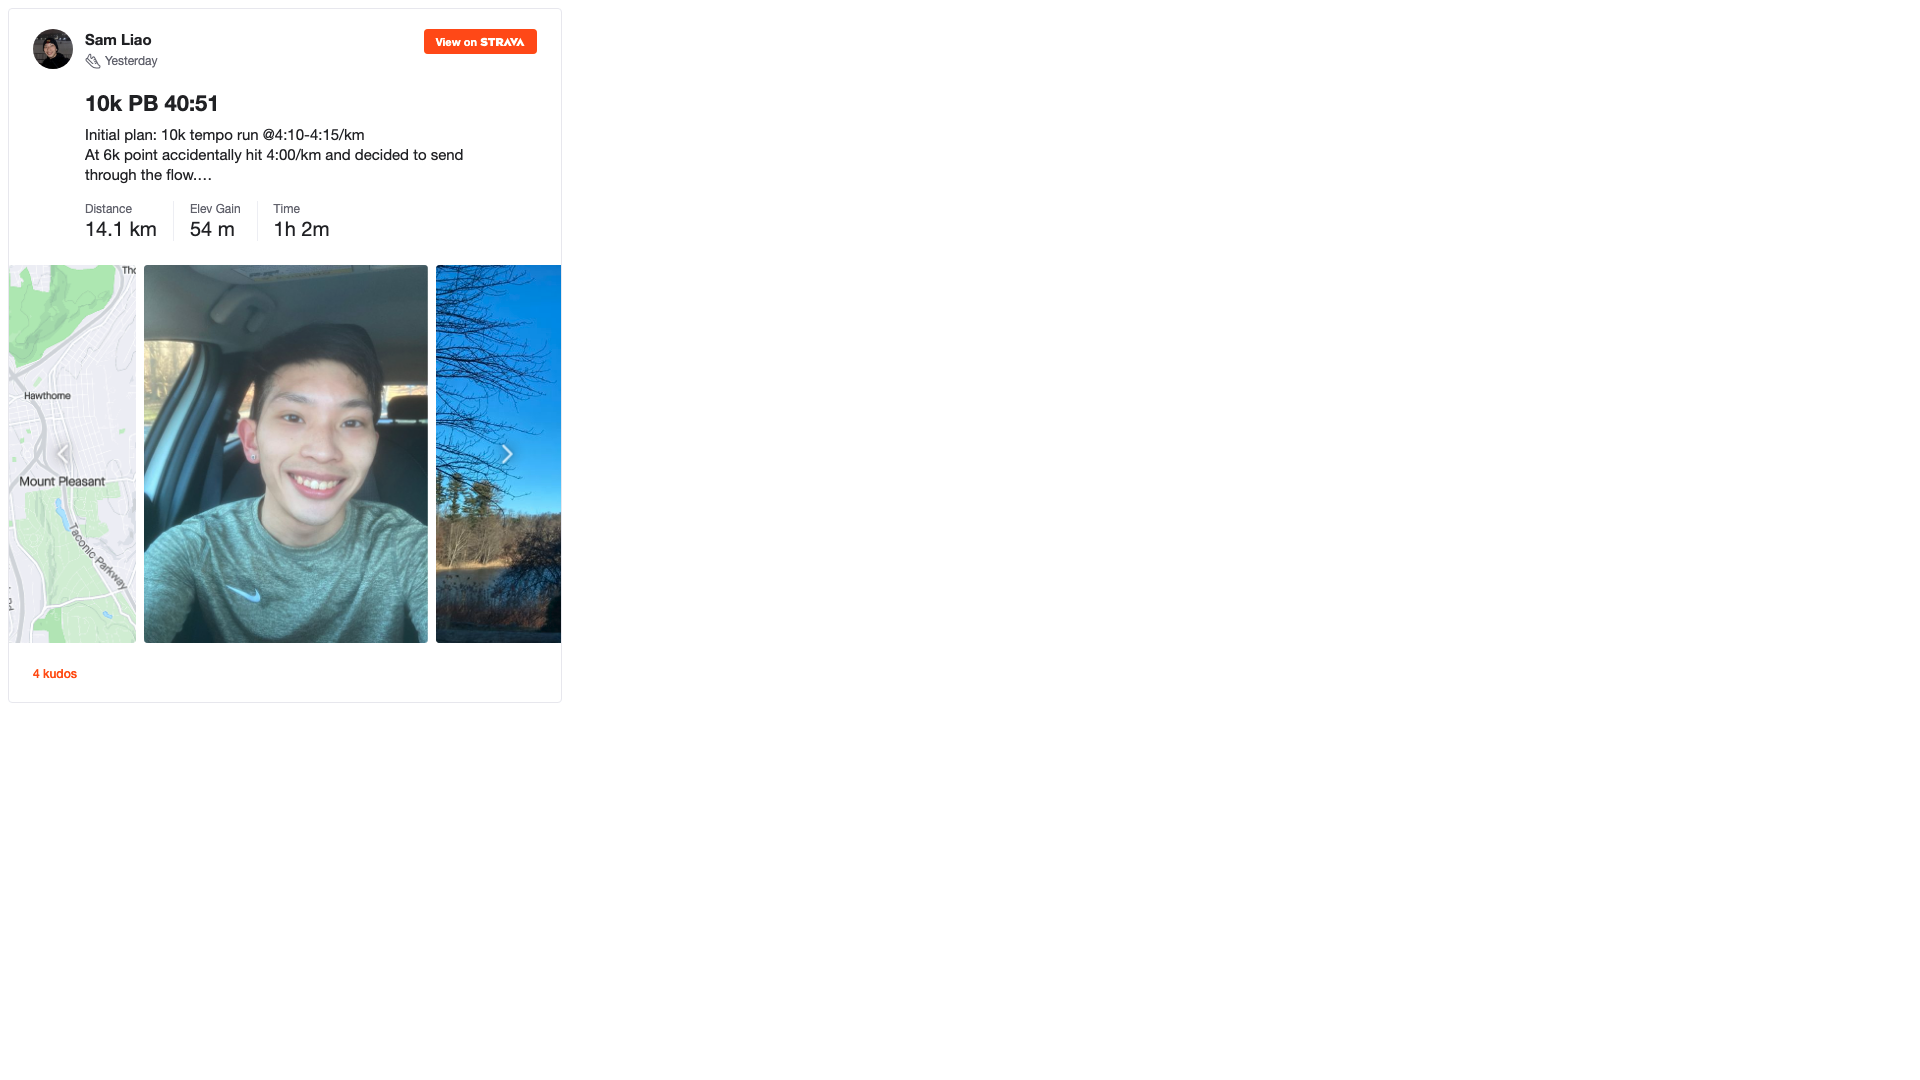 Sam Liao
View on STRAVA
Yesterday
10k PB 40:51
Initial plan: 10k tempo run @4:10-4:15/km
At 6k point accidentally hit 4:00/km and decided to send
through the flow.…
Distance
14.1 km
Elev Gain
54 m
Time
1h 2m
Hawthorne
Mount Pleasant
Taconic Parkway
4 kudos